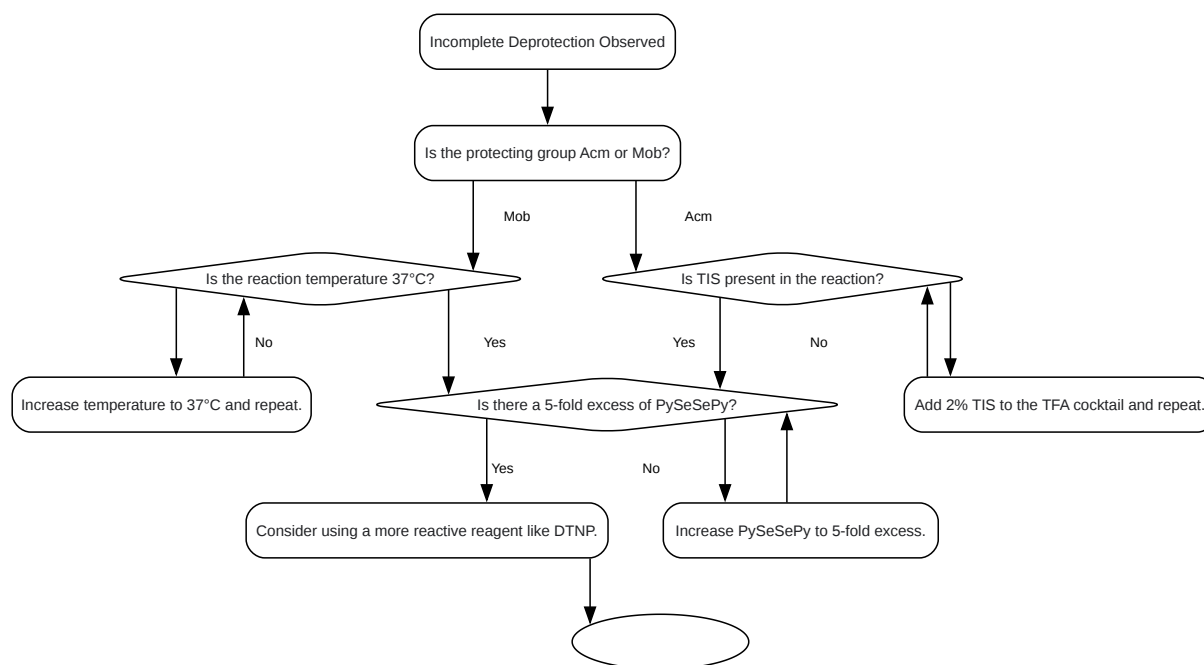 Incomplete Deprotection Observed
Is the protecting group Acm or Mob?
Mob
Acm
Is the reaction temperature 37°C?
Is TIS present in the reaction?
No
Yes
Yes
No
Increase temperature to 37°C and repeat.
Is there a 5-fold excess of PySeSePy?
Add 2% TIS to the TFA cocktail and repeat.
Yes
No
Consider using a more reactive reagent like DTNP.
Increase PySeSePy to 5-fold excess.